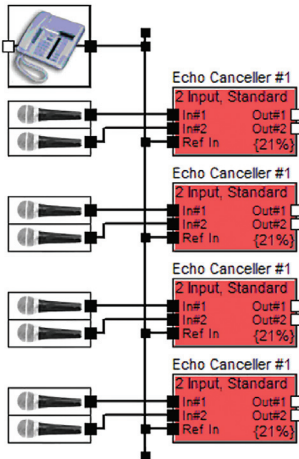 Echo Canceller #1
2 Input, Standard
In#1 Out#1
In#2 Out#2
Ref In {21%}
Echo Canceller #1
2 Input, Standard
In#1 Out#1
In#2 Out#2
Ref In {21%}
Echo Canceller #1
2 Input, Standard
In#1 Out#1
In#2 Out#2
Ref In {21%}
Echo Canceller #1
2 Input, Standard
In#1 Out#1
In#2 Out#2
Ref In {21%}